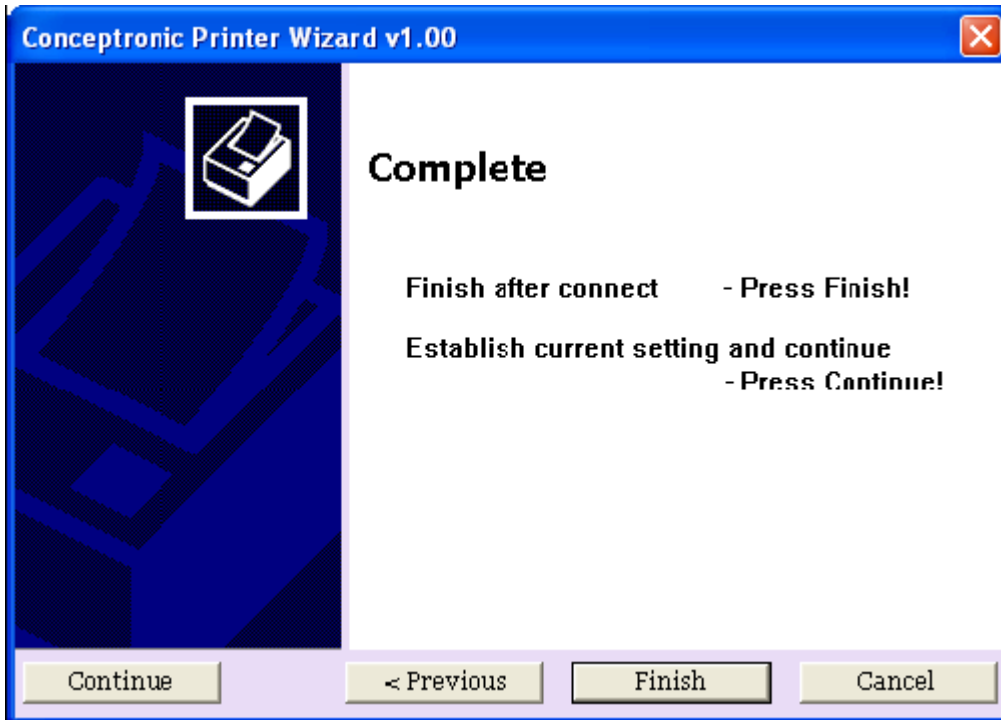 Conceptronic Printer Wizard v1.00
Complete
Finish after connect - Press Finish!
Establish current setting and continue
- Press Continue!
Continue
< Previous
Finish
Cancel